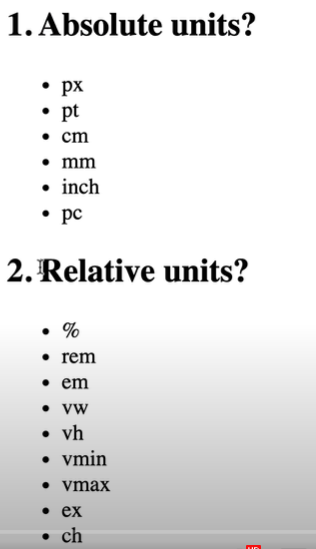 1. Absolute units?
• px
• pt
• cm
• mm
• inch
• pc
2. Relative units?
• %
• rem
• em
• vw
• vh
• vmin
• vmax
• ex
• ch